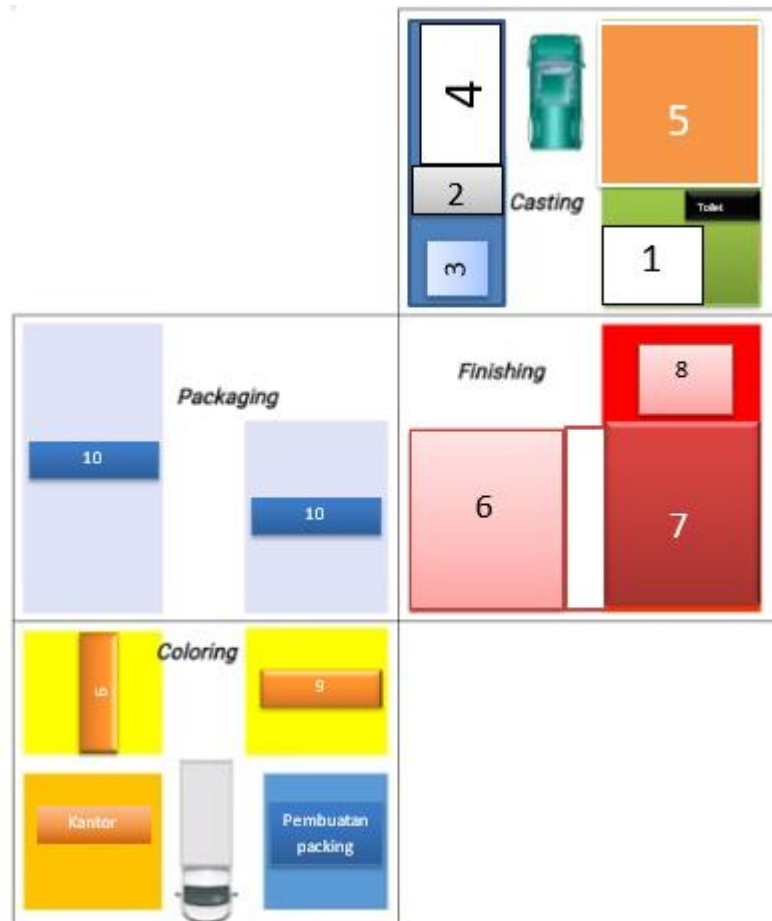 4
5
2
Casting
Toilet
3
1
Finishing
8
Packaging
10
6
10
7
Coloring
9
9
Kantor
Pembuatan
packing